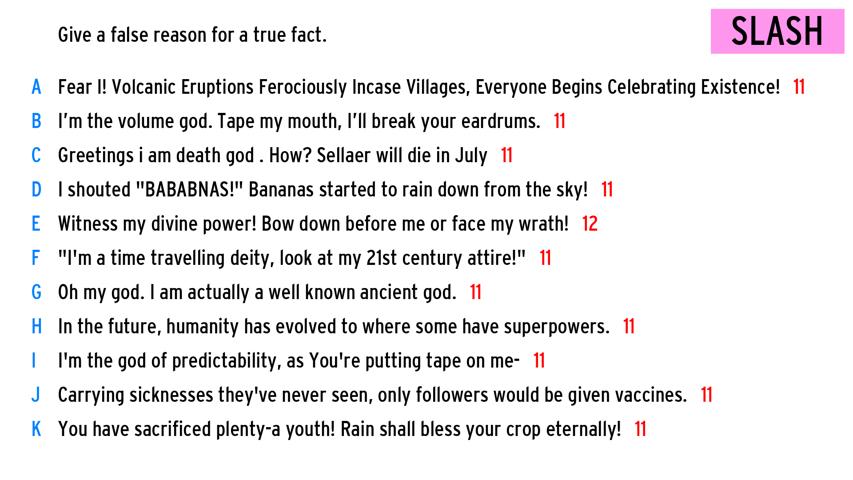 Give a false reason for a true fact.
SLASH
A Fear I! Volcanic Eruptions Ferociously Incase Villages, Everyone Begins Celebrating Existence! 11
B I'm the volume god. Tape my mouth, I'll break your eardrums. 11
C Greetings i am death god . How? Sellaer will die in July 11
D I shouted "BABABNAS!" Bananas started to rain down from the sky! 11
E Witness my divine power! Bow down before me or face my wrath! 12
F "I'm a time travelling deity, look at my 21st century attire!" 11
G Oh my god. I am actually a well known ancient god. 11
H In the future, humanity has evolved to where some have superpowers. 11
I I'm the god of predictability, as You're putting tape on me- 11
J Carrying sicknesses they've never seen, only followers would be given vaccines. 11
K You have sacrificed plenty-a youth! Rain shall bless your crop eternally! 11